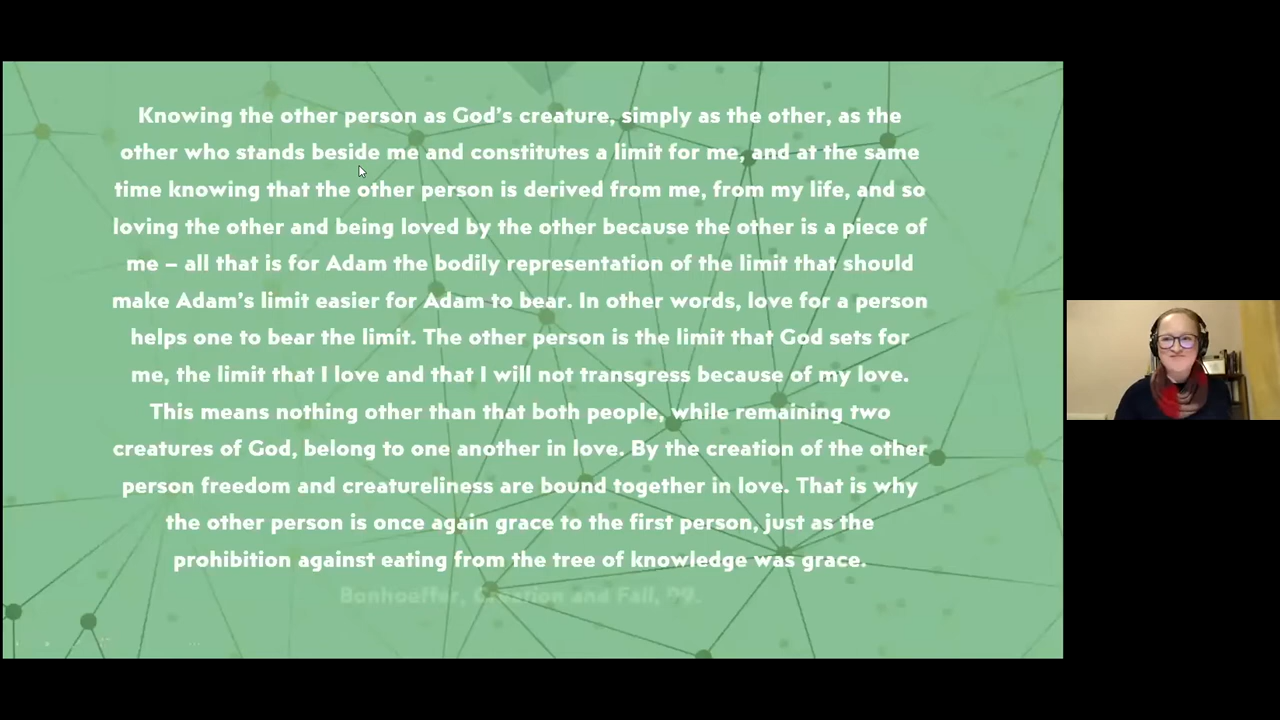 Knowing the other person as God's creature, simply as the other, as the
other who stands beside me and constitutes a limit for me, and at the same
time knowing that the other person is derived from me, from my life, and so
loving the other and being loved by the other because the other is a piece of
me – all that is for Adam the bodily representation of the limit that should
make Adam's limit easier for Adam to bear. In other words, love for a person
helps one to bear the limit. The other person is the limit that God sets for
me, the limit that I love and that I will not transgress because of my love.
This means nothing other than that both people, while remaining two
creatures of God, belong to one another in love. By the creation of the other
person freedom and creatureliness are bound together in love. That is why
the other person is once again grace to the first person, just as the
prohibition against eating from the tree of knowledge was grace.
Bonhoeffer, Creation and Fall,